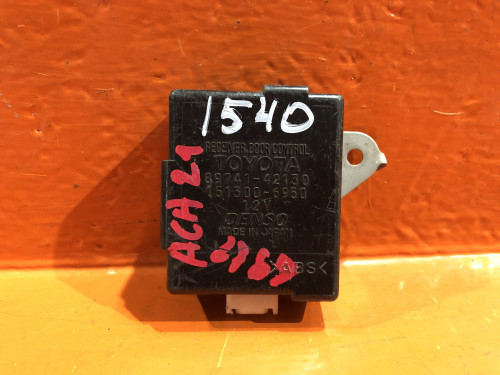 1540
RECEIVER, DOOR CONTROL
TOYOTA
89741-42130
151300-6950
12V
DENSO
MADE IN JAPAN
>ABS<
ACA 21